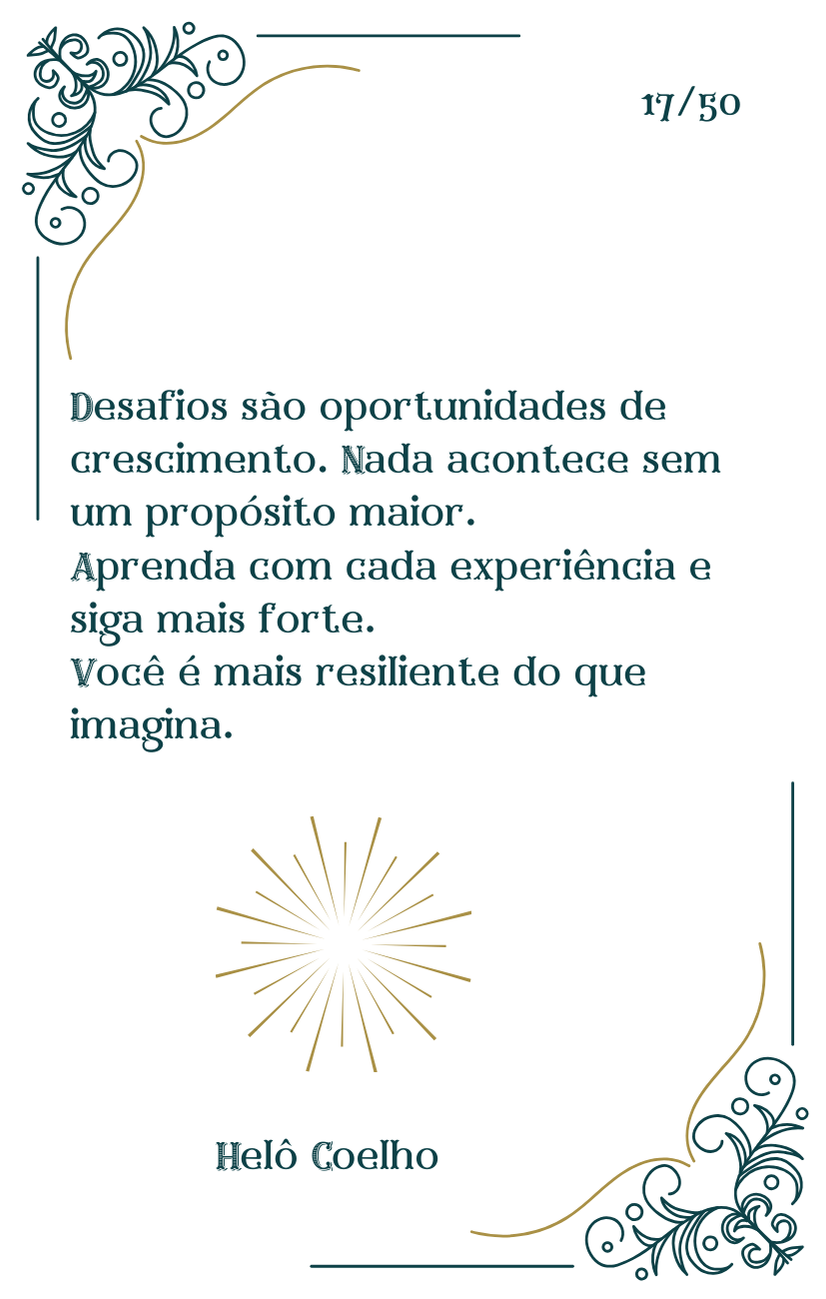 17/50
Desafios são oportunidades de
crescimento. Nada acontece sem
um propósito maior.
Aprenda com cada experiência e
siga mais forte.
Você é mais resiliente do que
imagina.
Helô Coelho